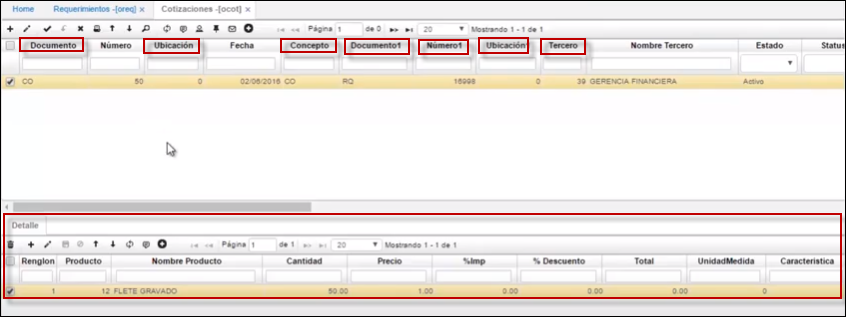 Home Requerimientos -[oreq] x Cotizaciones -[ocot] x
Página 1 de 0 20 Mostrando 1 - 1 de 1
Documento Número Ubicación Fecha Concepto Documento1 Número1 Ubicación1 Tercero Nombre Tercero Estado Status
CO 50 0 02/06/2016 CO RQ 16998 0 39 GERENCIA FINANCIERA Activo
Detalle
Página 1 de 1 20 Mostrando 1 - 1 de 1
Renglon Producto Nombre Producto Cantidad Precio %Imp % Descuento Total UnidadMedida Caracteristica
1 12 FLETE GRAVADO 50.00 1.00 0.00 0.00 0.00 0